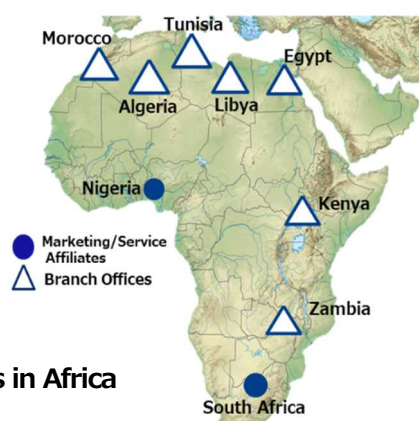 Tunisia
Morocco
Egypt
Algeria
Libya
Nigeria
Kenya
Marketing/Service
Affiliates
Branch Offices
Zambia
s in Africa
South Africa